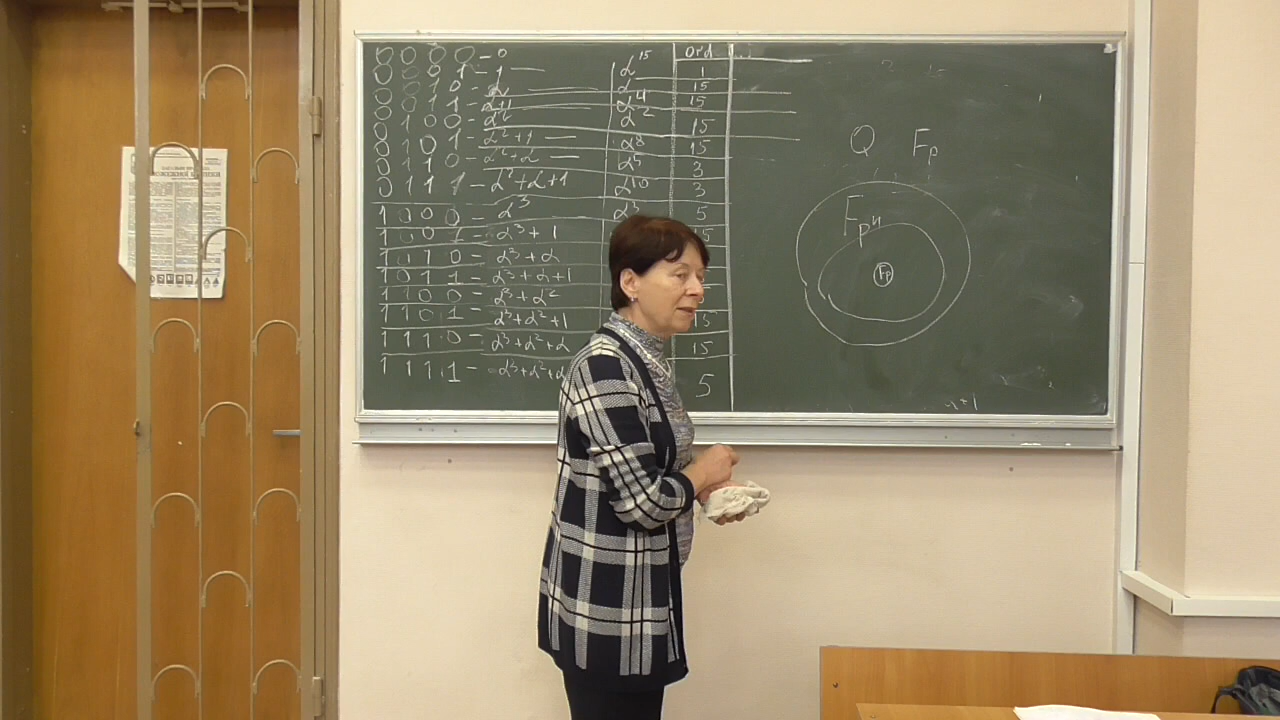 0 0 0 0 - 0 Ord
0 0 0 1 - 1 α¹⁵ 1
0 0 1 0 - α α 15
0 0 1 1 - α+1 α⁴ 15
0 1 0 0 - α² α² 15
0 1 0 1 - α²+1 α⁸ 15
0 1 1 0 - α²+α α⁵ 3
0 1 1 1 - α²+α+1 α¹⁰ 3
1 0 0 0 - α³ α³ 5
1 0 0 1 - α³+1
1 0 1 0 - α³+α
1 0 1 1 - α³+α+1
1 1 0 0 - α³+α²
1 1 0 1 - α³+α²+1 15
1 1 1 0 - α³+α²+α 15
1 1 1 1 - α³+α²+α 5
Q Fp
Fpⁿ
Fp